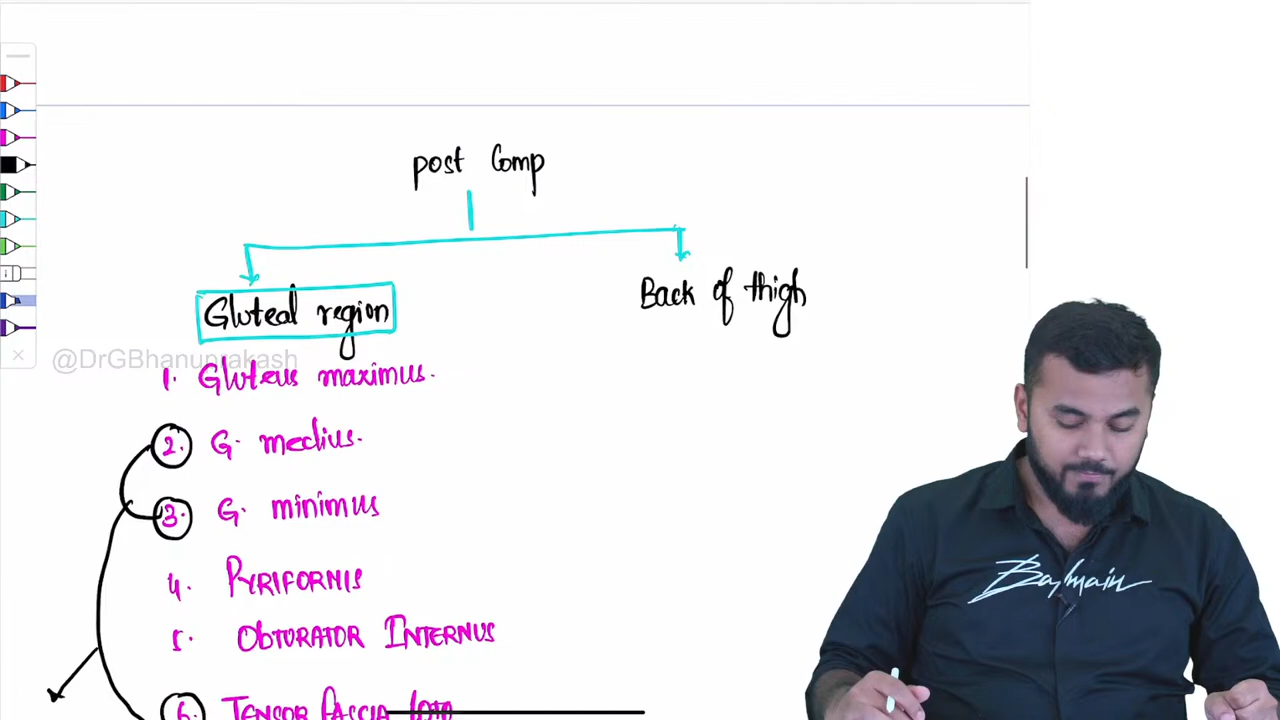 post Comp
Gluteal region
Back of thigh
@DrGBhanuprakash
1. Gluteus maximus.
2. G. medius.
3. G. minimus
4. PYRIFORMIS
5. OBTURATOR INTERNUS
6. TENSOR FASCIA
Balmain